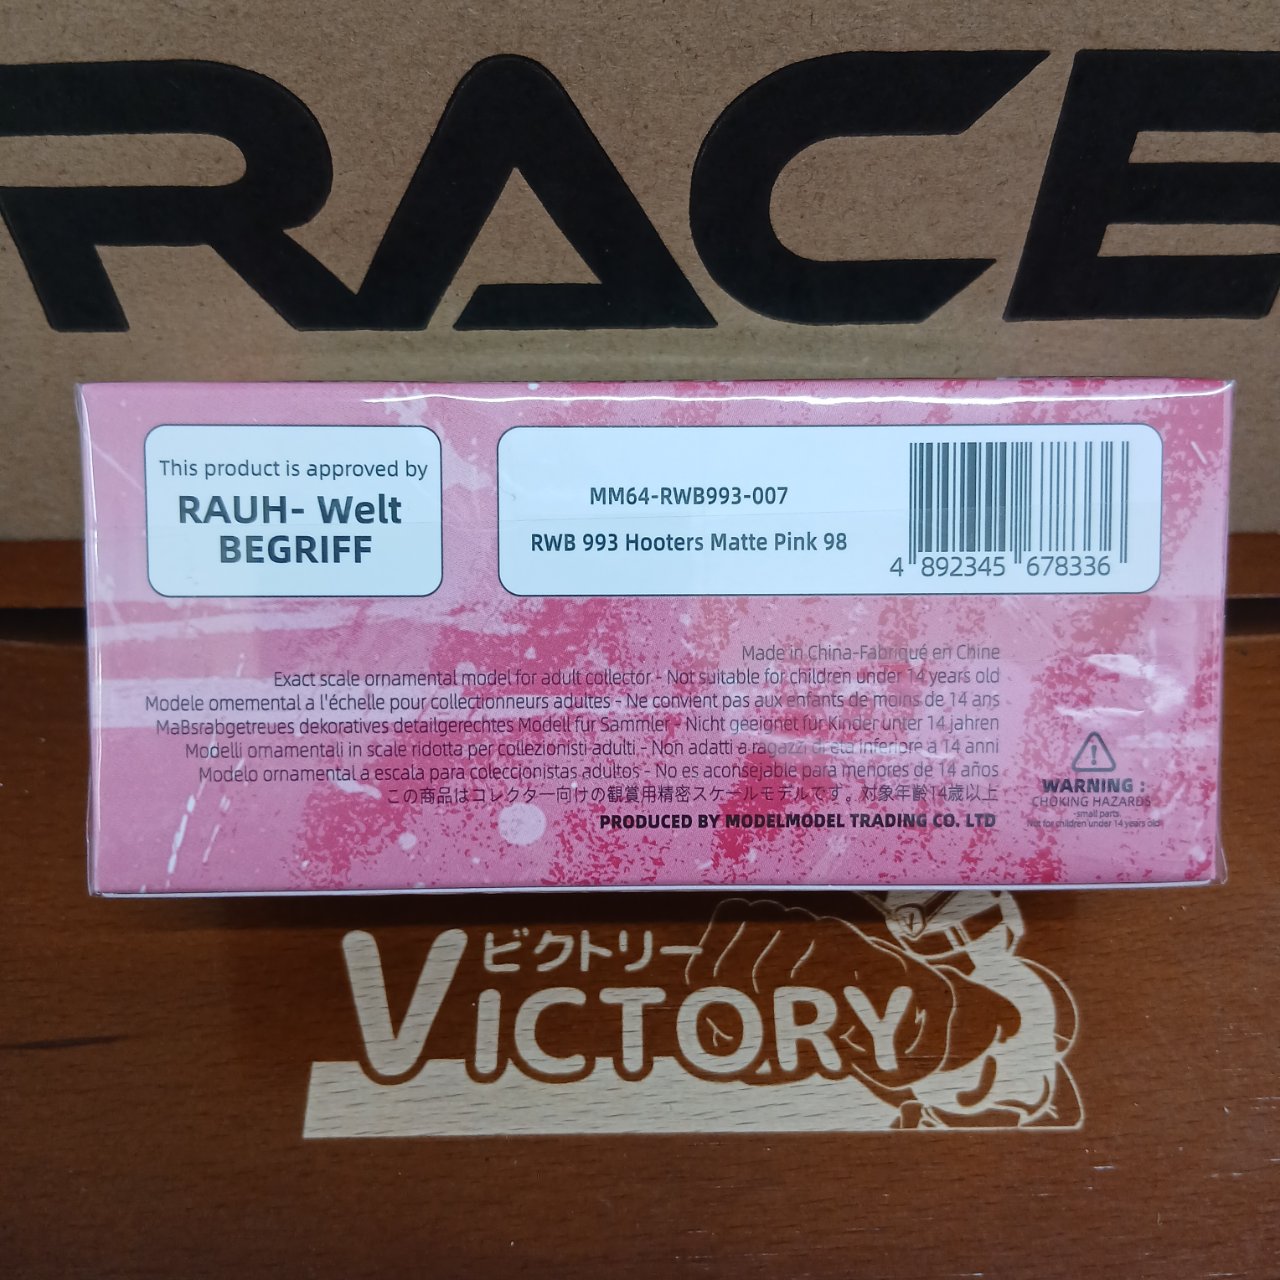 RACE
This product is approved by
RAUH- Welt
BEGRIFF
MM64-RWB993-007
RWB 993 Hooters Matte Pink 98
4 892345 678336
Made in China-Fabriqué en Chine
Exact scale ornamental model for adult collector - Not suitable for children under 14 years old
Modele omemental a l'échelle pour collectionneurs adultes - Ne convient pas aux enfants de moins de 14 ans
MaBsrabgetreues dekoratives detailgerechtes Modell fur Sammler - Nicht geeignet für Kinder unter 14 jahren
Modelli ornamentali in scale ridotta per collezionisti adulti. - Non adatti a ragazzi di eta inferiore a 14 anni
Modelo ornamental a escala para coleccionistas adultos - No es aconsejable para menores de 14 años
この商品はコレクター向けの観賞用精密スケールモデルです。対象年齢14歳以上
PRODUCED BY MODELMODEL TRADING CO. LTD
WARNING :
CHOKING HAZARDS
-small parts.
Not for children under 14 years old
ビクトリー
VICTORY